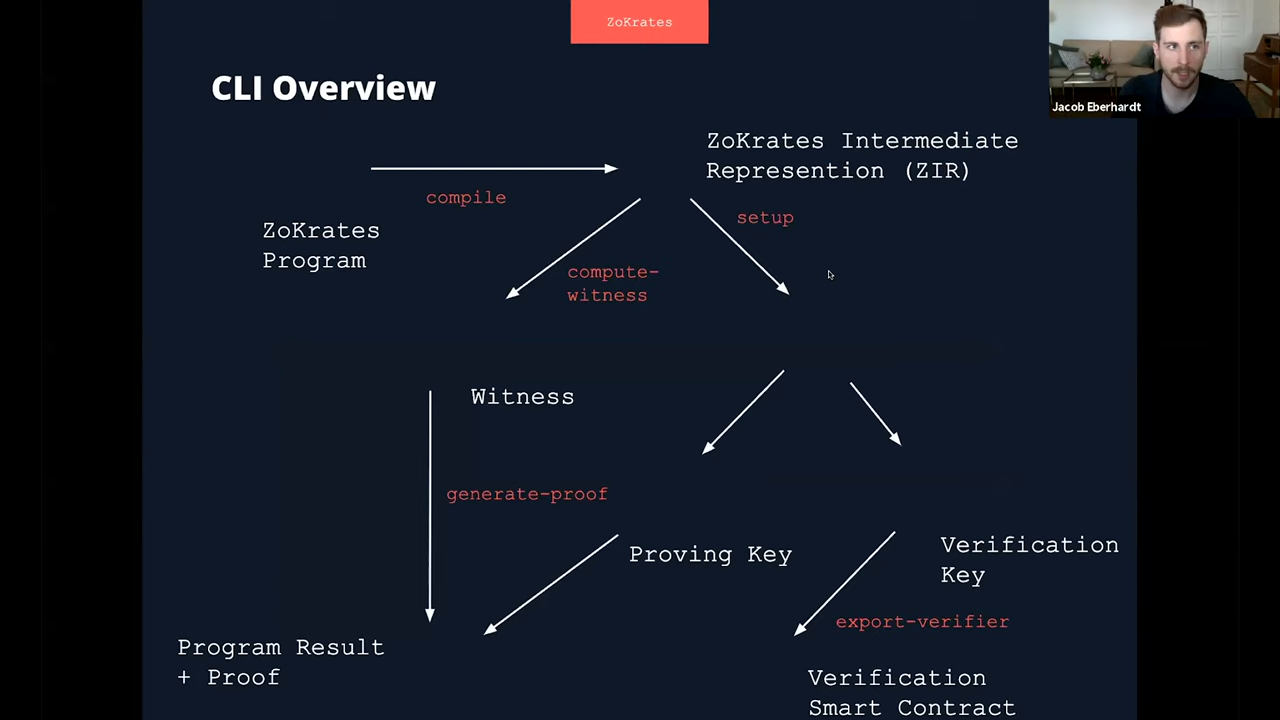 ZoKrates
CLI Overview
Jacob Eberhardt
ZoKrates Intermediate
Represention (ZIR)
compile
setup
ZoKrates
Program
compute-
witness
Witness
generate-proof
Proving Key
Verification
Key
export-verifier
Program Result
+ Proof
Verification
Smart Contract